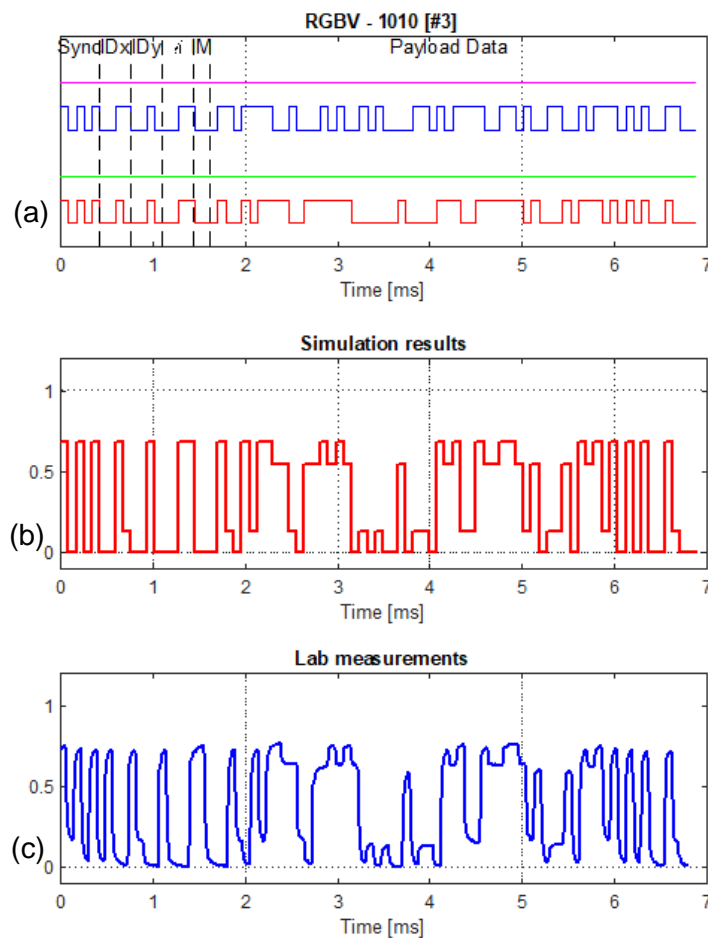 RGBV - 1010 [#3]
Sync IDx IDy IM Payload Data
(a)
0 1 2 3 4 5 6 7
Time [ms]
Simulation results
1
0.5
(b)
0
0 1 2 3 4 5 6 7
Time [ms]
Lab measurements
1
0.5
(c)
0
0 1 2 3 4 5 6 7
Time [ms]